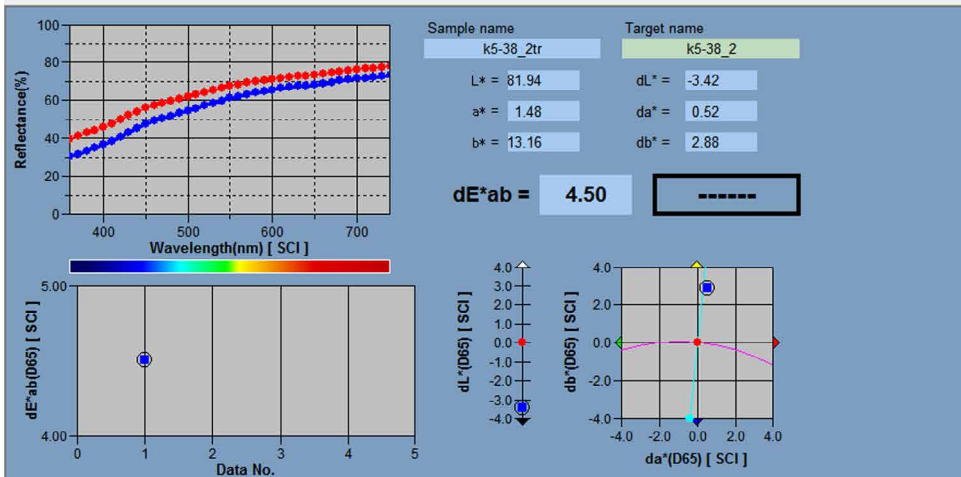 Sample name
Target name
k5-38_2tr
k5-38_2
L* = 81.94
dL* = -3.42
a* = 1.48
da* = 0.52
b* = 13.16
db* = 2.88
dE*ab = 4.50
------
Reflectance(%)
100
80
60
40
20
0
400 500 600 700
Wavelength(nm) [ SCI ]
dE*ab(D65) [ SCI ]
5.00
4.00
0 1 2 3 4 5
Data No.
dL*(D65) [ SCI ]
4.0
2.0
1.0
0.0
-1.0
-2.0
-3.0
-4.0
db*(D65) [ SCI ]
4.0
2.0
0.0
-2.0
-4.0
-4.0 -2.0 0.0 2.0 4.0
da*(D65) [ SCI ]